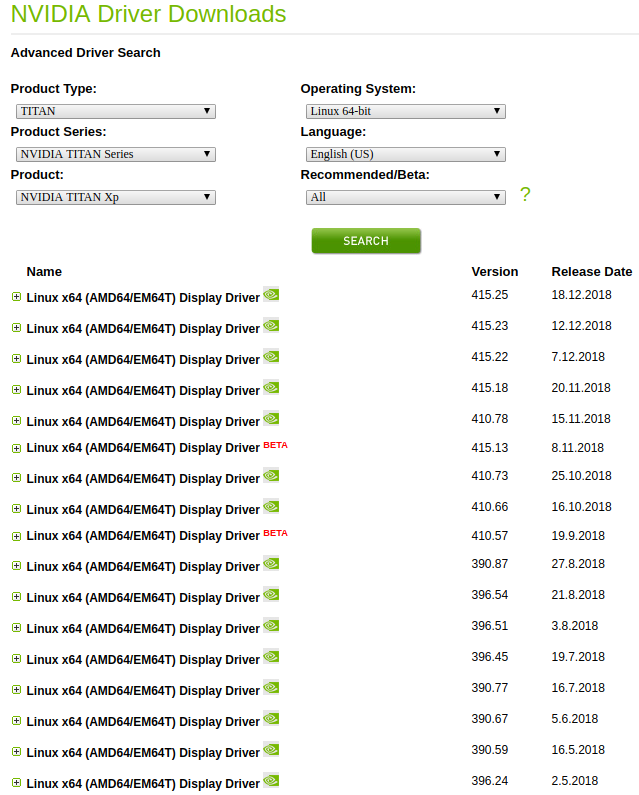 NVIDIA Driver Downloads
Advanced Driver Search
Product Type: Operating System:
TITAN Linux 64-bit
Product Series: Language:
NVIDIA TITAN Series English (US)
Product: Recommended/Beta:
NVIDIA TITAN Xp All ?
SEARCH
Name Version Release Date
Linux x64 (AMD64/EM64T) Display Driver 415.25 18.12.2018
Linux x64 (AMD64/EM64T) Display Driver 415.23 12.12.2018
Linux x64 (AMD64/EM64T) Display Driver 415.22 7.12.2018
Linux x64 (AMD64/EM64T) Display Driver 415.18 20.11.2018
Linux x64 (AMD64/EM64T) Display Driver 410.78 15.11.2018
Linux x64 (AMD64/EM64T) Display Driver BETA 415.13 8.11.2018
Linux x64 (AMD64/EM64T) Display Driver 410.73 25.10.2018
Linux x64 (AMD64/EM64T) Display Driver 410.66 16.10.2018
Linux x64 (AMD64/EM64T) Display Driver BETA 410.57 19.9.2018
Linux x64 (AMD64/EM64T) Display Driver 390.87 27.8.2018
Linux x64 (AMD64/EM64T) Display Driver 396.54 21.8.2018
Linux x64 (AMD64/EM64T) Display Driver 396.51 3.8.2018
Linux x64 (AMD64/EM64T) Display Driver 396.45 19.7.2018
Linux x64 (AMD64/EM64T) Display Driver 390.77 16.7.2018
Linux x64 (AMD64/EM64T) Display Driver 390.67 5.6.2018
Linux x64 (AMD64/EM64T) Display Driver 390.59 16.5.2018
Linux x64 (AMD64/EM64T) Display Driver 396.24 2.5.2018